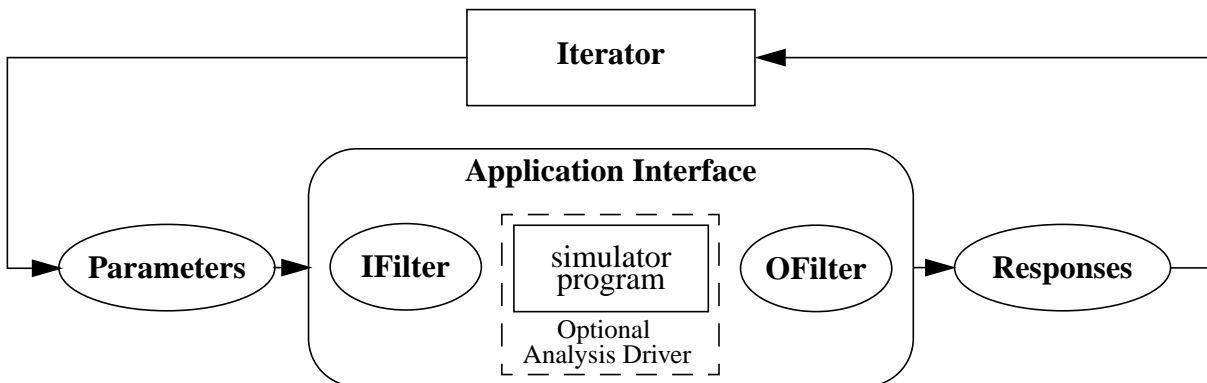 Iterator
Application Interface
Parameters
IFilter
simulator
program
OFilter
Responses
Optional
Analysis Driver